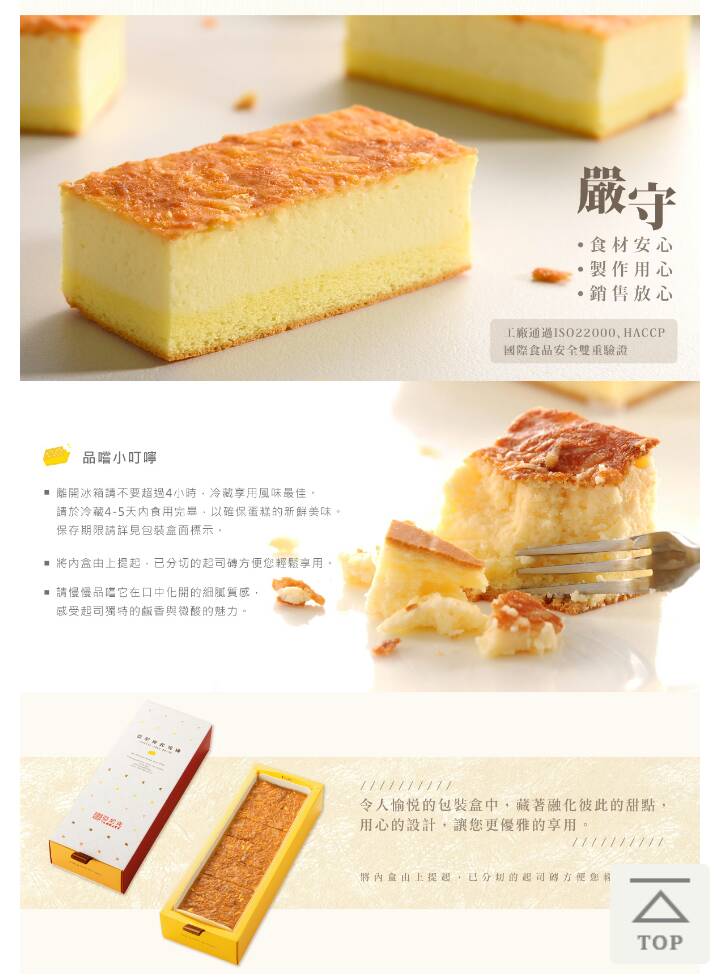 嚴守
•食材安心
•製作用心
•銷售放心
工廠通過ISO22000、HACCP
國際食品安全雙重驗證
品嚐小叮嚀
■ 離開冰箱請不要超過4小時，冷藏享用風味最佳。
請於冷藏4-5天內食用完畢，以確保蛋糕的新鮮美味。
保存期限請詳見包裝盒面標示。
■ 將內盒由上提起，已分切的起司磚方便您輕鬆享用。
■ 請慢慢品嚐它在口中化開的細膩質感，
感受起司獨特的鹹香與微酸的魅力。
//////////
令人愉悅的包裝盒中，藏著融化彼此的甜點，
用心的設計，讓您更優雅的享用。
//////////
將內盒由上提起，已分切的起司磚方便您
TOP